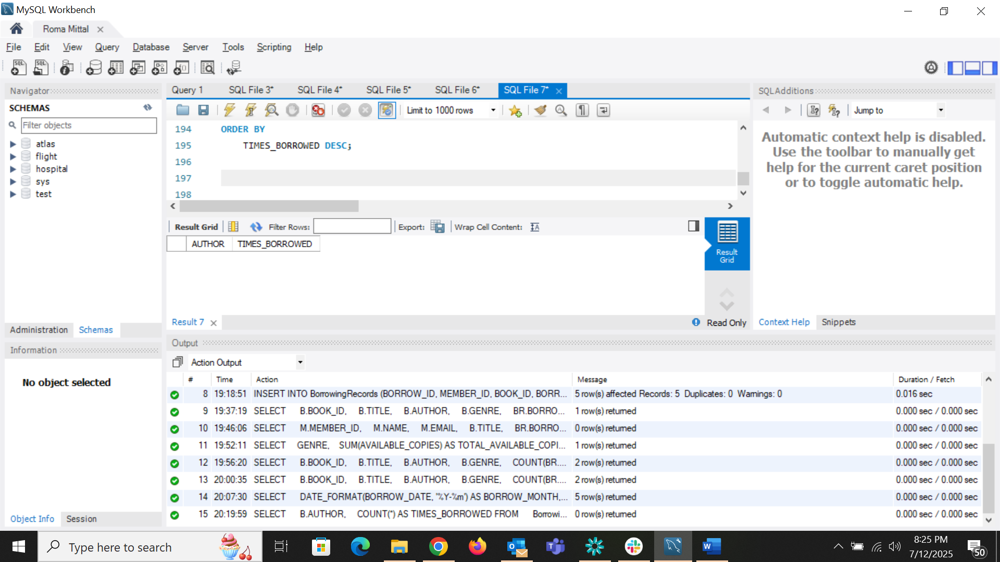 MySQL Workbench
Roma Mittal
File Edit View Query Database Server Tools Scripting Help
Navigator
SCHEMAS
Filter objects
atlas
flight
hospital
sys
test
Administration Schemas
Information
No object selected
Object Info Session
Query 1 SQL File 3* SQL File 4* SQL File 5* SQL File 6* SQL File 7*
Limit to 1000 rows
194 ORDER BY
195 TIMES_BORROWED DESC;
196
197
198
Result Grid Filter Rows: Export: Wrap Cell Content:
AUTHOR TIMES_BORROWED
Result Grid
Result 7
Read Only
SQLAdditions
Jump to
Automatic context help is disabled.
Use the toolbar to manually get
help for the current caret position
or to toggle automatic help.
Context Help Snippets
Output
Action Output
# Time Action Message Duration / Fetch
8 19:18:51 INSERT INTO BorrowingRecords (BORROW_ID, MEMBER_ID, BOOK_ID, BORR... 5 row(s) affected Records: 5 Duplicates: 0 Warnings: 0 0.016 sec
9 19:37:19 SELECT B.BOOK_ID, B.TITLE, B.AUTHOR, B.GENRE, BR.BORRO... 1 row(s) returned 0.000 sec / 0.000 sec
10 19:46:06 SELECT M.MEMBER_ID, M.NAME, M.EMAIL, B.TITLE, BR.BORRO... 0 row(s) returned 0.000 sec / 0.000 sec
11 19:52:11 SELECT GENRE, SUM(AVAILABLE_COPIES) AS TOTAL_AVAILABLE_COPI... 1 row(s) returned 0.000 sec / 0.000 sec
12 19:56:20 SELECT B.BOOK_ID, B.TITLE, B.AUTHOR, B.GENRE, COUNT(BR.... 2 row(s) returned 0.000 sec / 0.000 sec
13 20:00:35 SELECT B.BOOK_ID, B.TITLE, B.AUTHOR, B.GENRE, COUNT(BR.... 2 row(s) returned 0.000 sec / 0.000 sec
14 20:07:30 SELECT DATE_FORMAT(BORROW_DATE, '%Y-%m') AS BORROW_MONTH,... 5 row(s) returned 0.000 sec / 0.000 sec
15 20:19:59 SELECT B.AUTHOR, COUNT(*) AS TIMES_BORROWED FROM Borrowi... 0 row(s) returned 0.000 sec / 0.000 sec
Type here to search
8:25 PM
7/12/2025
50